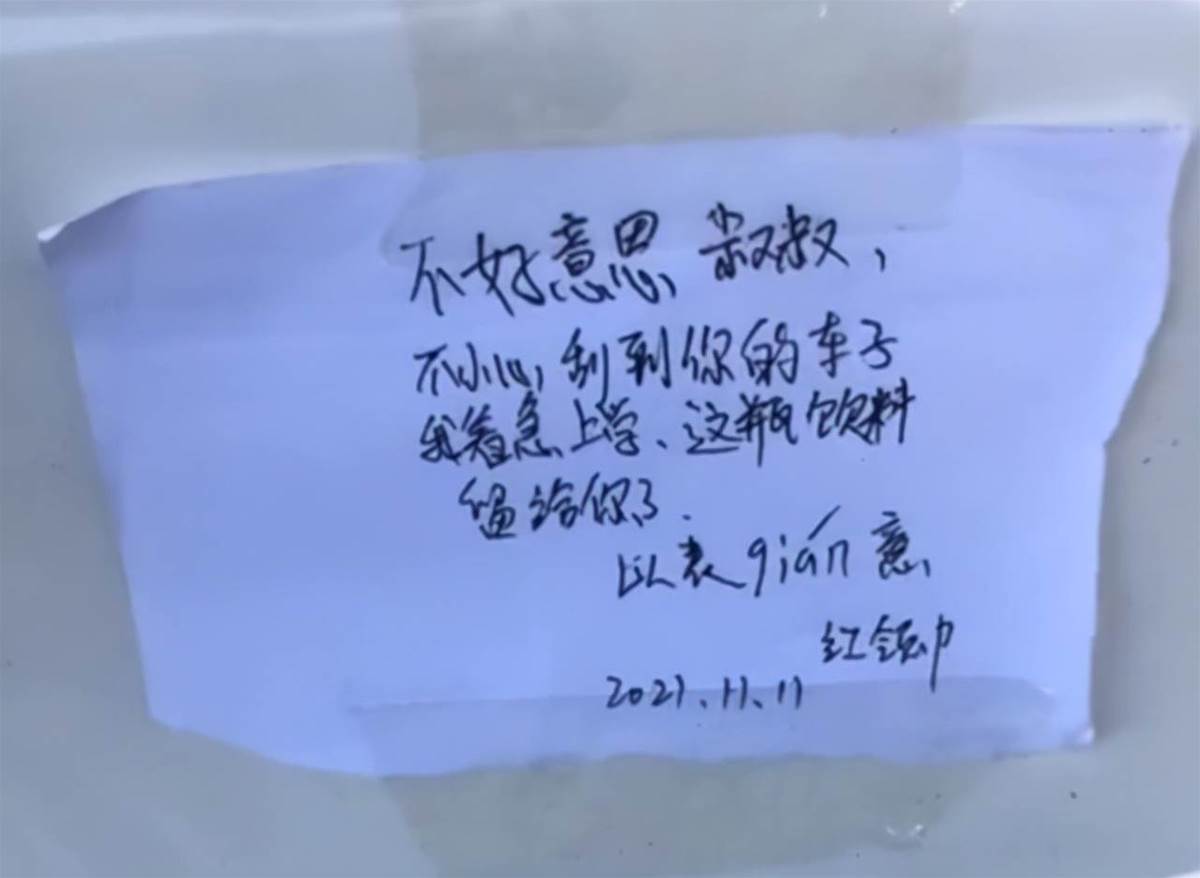 不好意思 叔叔,
不小心刮到你的车子
我着急上学、这瓶饮料
留给你了.
以表qián意
红领巾
2021.11.11